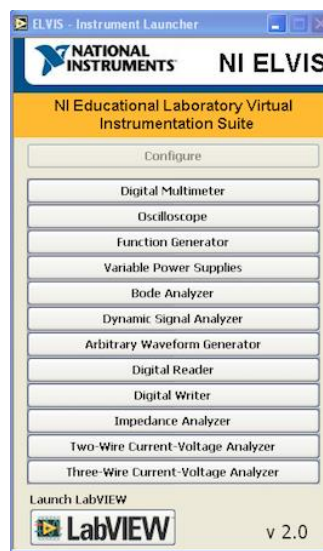 ELVIS - Instrument Launcher
NATIONAL
INSTRUMENTS
NI ELVIS
NI Educational Laboratory Virtual
Instrumentation Suite
Configure
Digital Multimeter
Oscilloscope
Function Generator
Variable Power Supplies
Bode Analyzer
Dynamic Signal Analyzer
Arbitrary Waveform Generator
Digital Reader
Digital Writer
Impedance Analyzer
Two-Wire Current-Voltage Analyzer
Three-Wire Current-Voltage Analyzer
Launch LabVIEW
LabVIEW
v 2.0